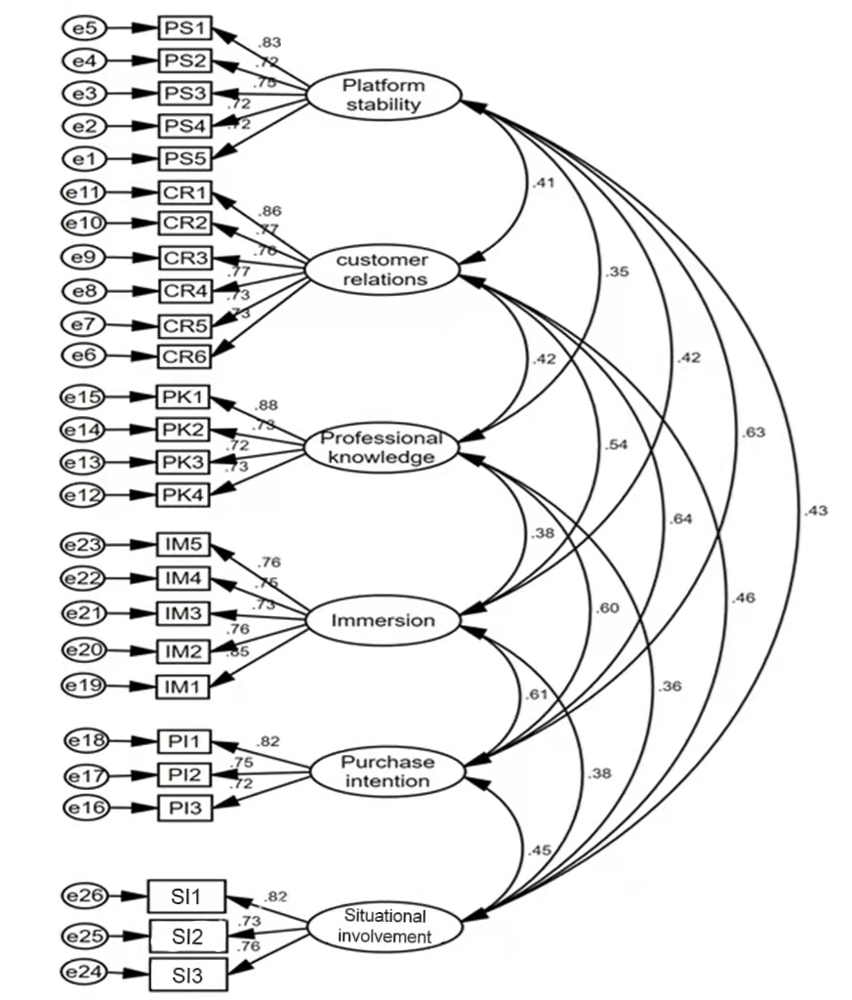 e5 PS1 .83
e4 PS2 .72
e3 PS3 .75
e2 PS4 .72
e1 PS5 .72
Platform
stability
e11 CR1 .86
e10 CR2 .77
e9 CR3 .76
e8 CR4 .77
e7 CR5 .73
e6 CR6 .73
customer
relations
e15 PK1 .88
e14 PK2 .73
e13 PK3 .72
e12 PK4 .73
Professional
knowledge
e23 IM5 .76
e22 IM4 .75
e21 IM3 .73
e20 IM2 .76
e19 IM1 .85
Immersion
e18 PI1 .82
e17 PI2 .75
e16 PI3 .72
Purchase
intention
e26 SI1 .82
e25 SI2 .73
e24 SI3 .76
Situational
involvement
.41
.35
.42
.42
.63
.54
.43
.64
.38
.46
.60
.36
.61
.38
.45